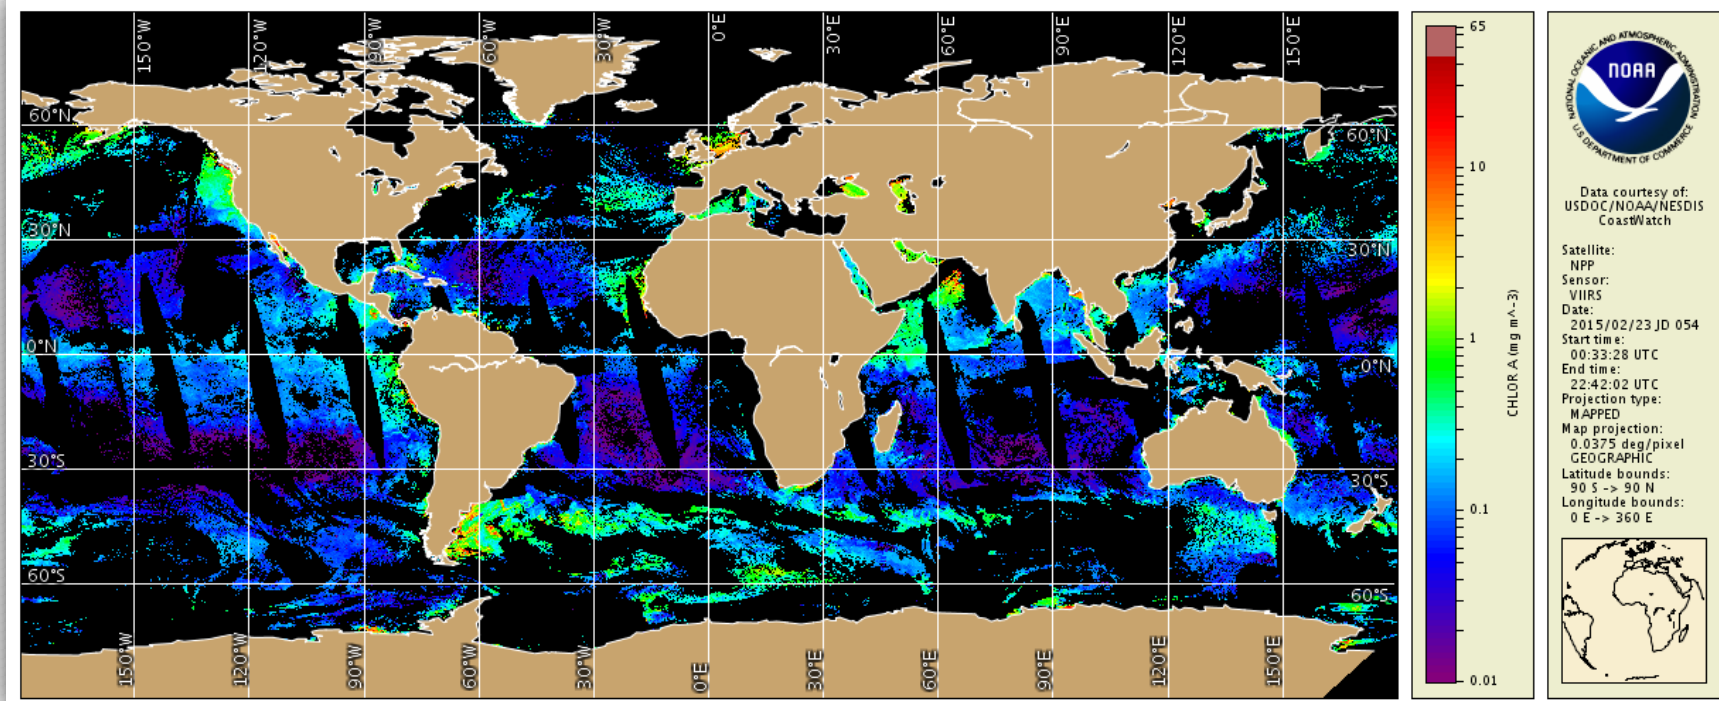 150°W 120°W 90°W 60°W 30°W 0°E 30°E 60°E 90°E 120°E 150°E
60°N 60°N
30°N 30°N
0°N 0°N
30°S 30°S
60°S 60°S
150°W 120°W 90°W 60°W 30°W 0°E 30°E 60°E 90°E 120°E 150°E
65
10
1
0.1
0.01
CHLOR A (mg m^-3)
NATIONAL OCEANIC AND ATMOSPHERIC ADMINISTRATION
NOAA
U.S. DEPARTMENT OF COMMERCE
Data courtesy of:
USDOC/NOAA/NESDIS
CoastWatch
Satellite:
NPP
Sensor:
VIIRS
Date:
2015/02/23 JD 054
Start time:
00:33:28 UTC
End time:
22:42:02 UTC
Projection type:
MAPPED
Map projection:
0.0375 deg/pixel
GEOGRAPHIC
Latitude bounds:
90 S -> 90 N
Longitude bounds:
0 E -> 360 E